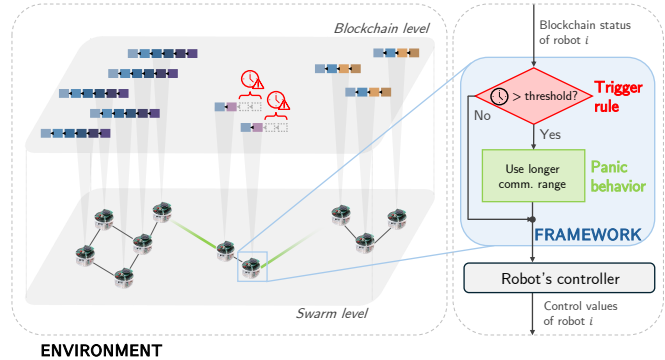 Blockchain level
Swarm level
ENVIRONMENT
Blockchain status
of robot i
> threshold?
Trigger
rule
No
Yes
Use longer
comm. range
Panic
behavior
FRAMEWORK
Robot's controller
Control values
of robot i